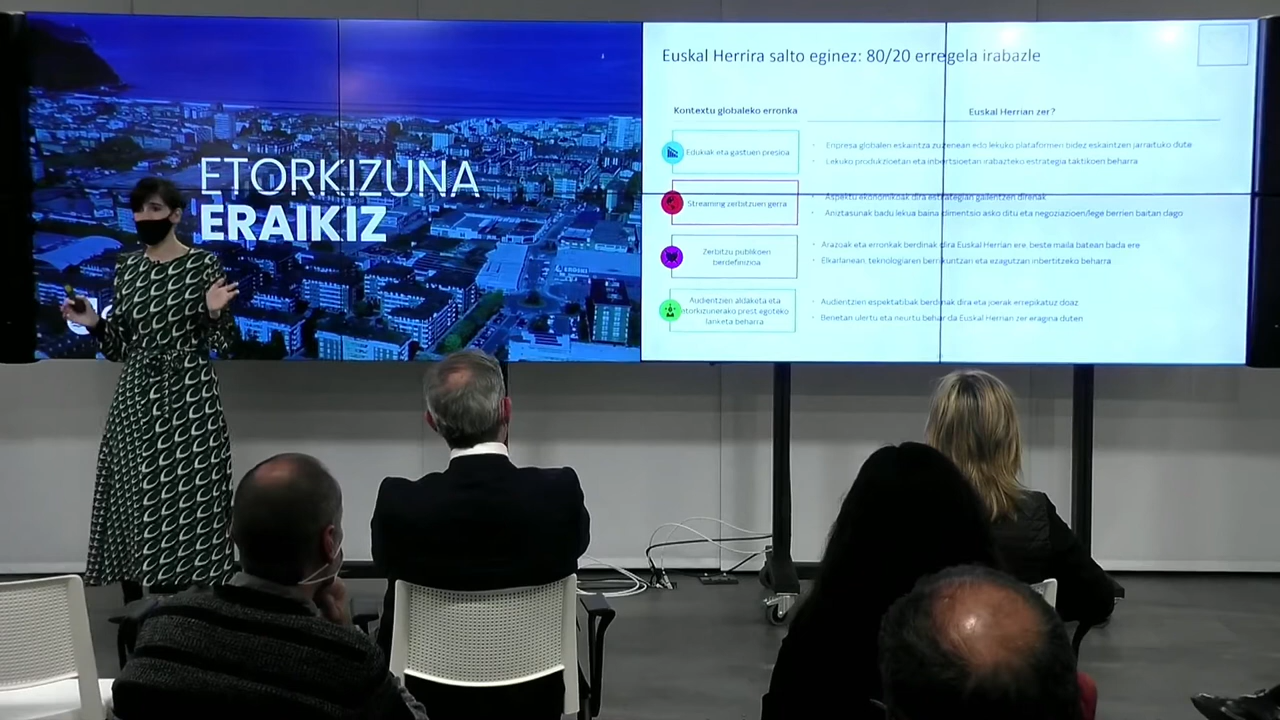 ETORKIZUNA
ERAIKIZ
EROSKI
Euskal Herrira salto eginez: 80/20 erregela irabazle
Kontextu globaleko erronka
Euskal Herrian zer?
Edukiak eta gastuen presioa
Enpresa globalen eskaintza zuzenean edo lekuko plataformen bidez eskaintzen jarraituko dute
Lekuko produkzioetan eta inbertsioetan irabazteko estrategia taktikoen beharra
Streaming zerbitzuen gerra
Aspektu ekonomikoak dira estrategian gailentzen direnak
Aniztasunak badu lekua baina dimentsio asko ditu eta negoziazioen/lege berrien baitan dago
Zerbitzu publikoen
berdefinizioa
Arazoak eta erronkak berdinak dira Euskal Herrian ere, beste maila batean bada ere
Elkarlanean: teknologiaren berrikuntzan eta ezagutzan inbertitzeko beharra
Audientzien aldaketa eta
etorkizunerako prest egoteko
lanketa beharra
Audientzien espektatibak berdinak dira eta joerak errepikatuz doaz
Benetan ulertu eta neurtu behar da Euskal Herrian zer eragina duten